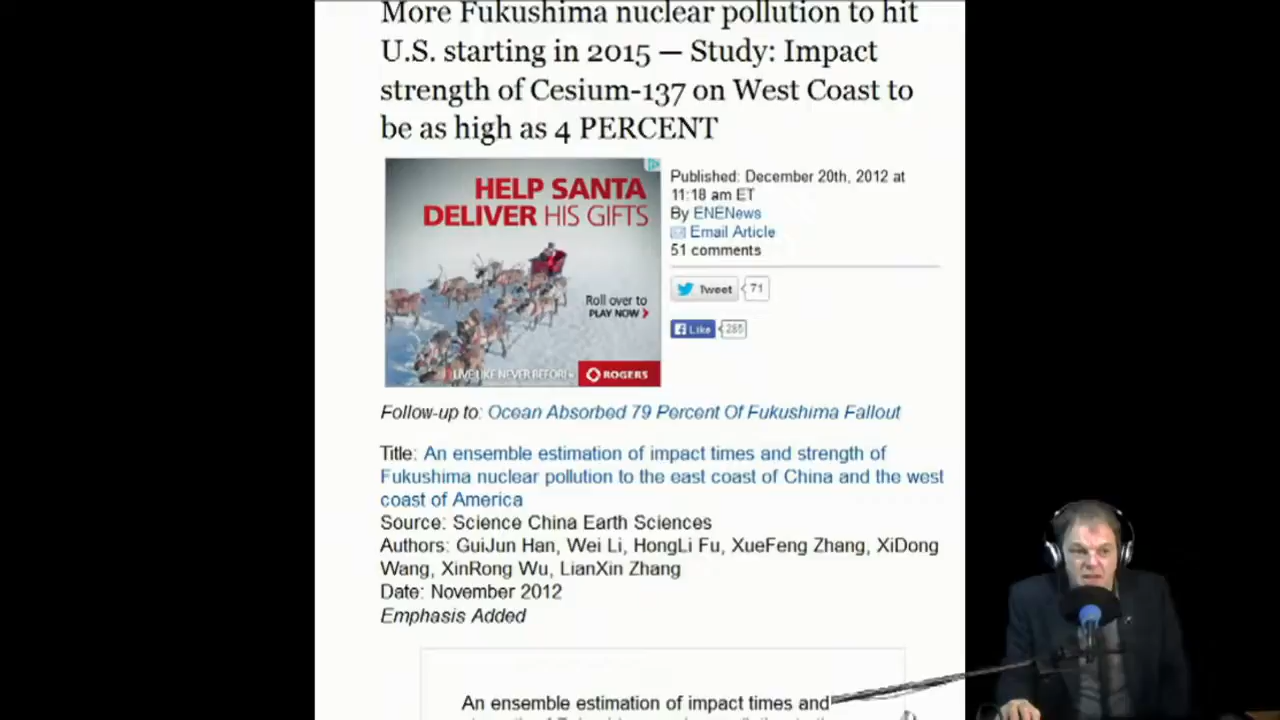 More Fukushima nuclear pollution to hit
U.S. starting in 2015 — Study: Impact
strength of Cesium-137 on West Coast to
be as high as 4 PERCENT
HELP SANTA
DELIVER HIS GIFTS
Roll over to
PLAY NOW
ROGERS
Published: December 20th, 2012 at
11:18 am ET
By ENENews
Email Article
51 comments
Tweet 71
Like 285
Follow-up to: Ocean Absorbed 79 Percent Of Fukushima Fallout
Title: An ensemble estimation of impact times and strength of
Fukushima nuclear pollution to the east coast of China and the west
coast of America
Source: Science China Earth Sciences
Authors: GuiJun Han, Wei Li, HongLi Fu, XueFeng Zhang, XiDong
Wang, XinRong Wu, LianXin Zhang
Date: November 2012
Emphasis Added
An ensemble estimation of impact times and